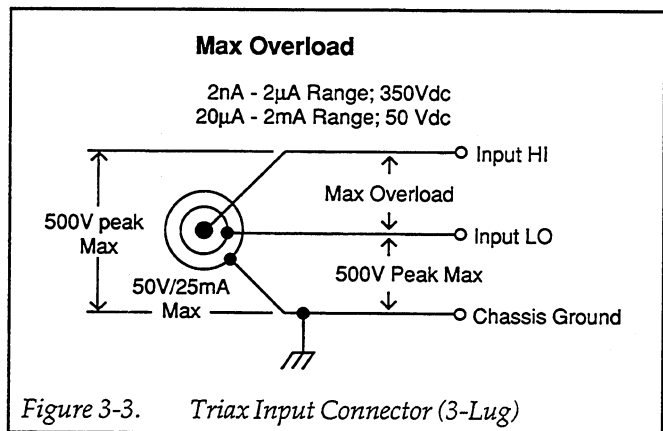 Max Overload
2nA - 2μA Range; 350Vdc
20μA - 2mA Range; 50 Vdc
Input HI
Max Overload
500V peak
Max
Input LO
500V Peak Max
50V/25mA
Max
Chassis Ground
Figure 3-3. Triax Input Connector (3-Lug)